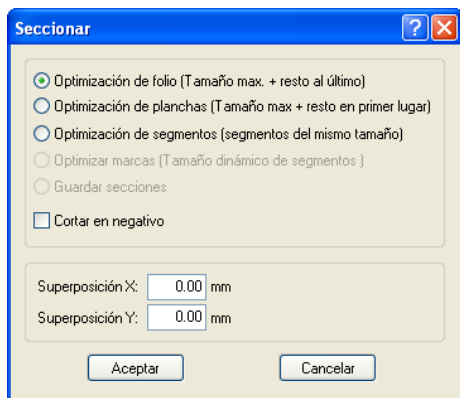 Seccionar
Optimización de folio (Tamaño max. + resto al último)
Optimización de planchas (Tamaño max + resto en primer lugar)
Optimización de segmentos (segmentos del mismo tamaño)
Optimizar marcas (Tamaño dinámico de segmentos )
Guardar secciones
Cortar en negativo
Superposición X: 0.00 mm
Superposición Y: 0.00 mm
Aceptar Cancelar